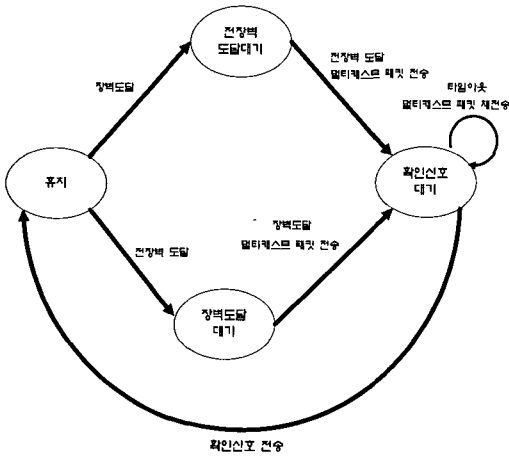 전장벽
도달대기
장벽도달
전장벽 도달
멀티캐스트 패킷 전송
타임아웃
멀티캐스트 패킷 재전송
휴지
확인신호
대기
전장벽 도달
장벽도달
멀티캐스트 패킷 전송
장벽도달
대기
확인신호 전송